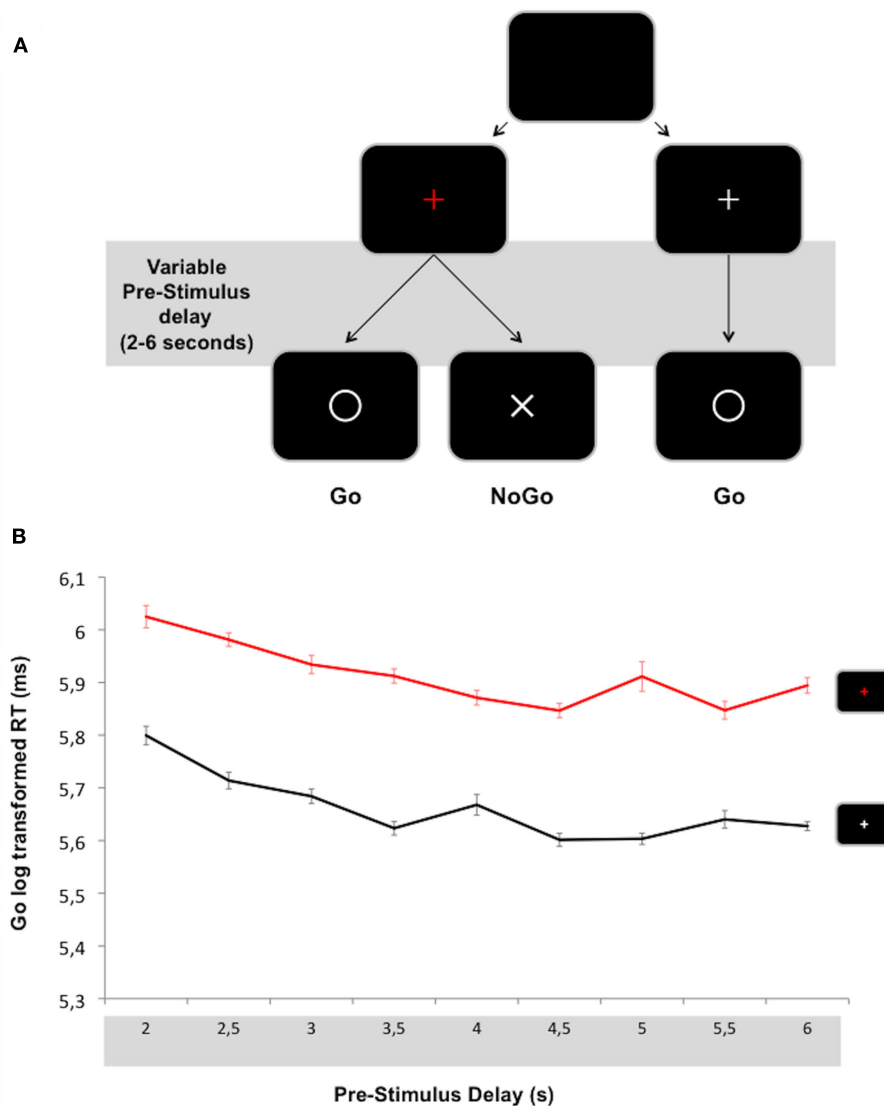 A
Variable
Pre-Stimulus
delay
(2-6 seconds)
Go
NoGo
Go
B
Go log transformed RT (ms)
6,1
6
5,9
5,8
5,7
5,6
5,5
5,4
5,3
2
2,5
3
3,5
4
4,5
5
5,5
6
Pre-Stimulus Delay (s)